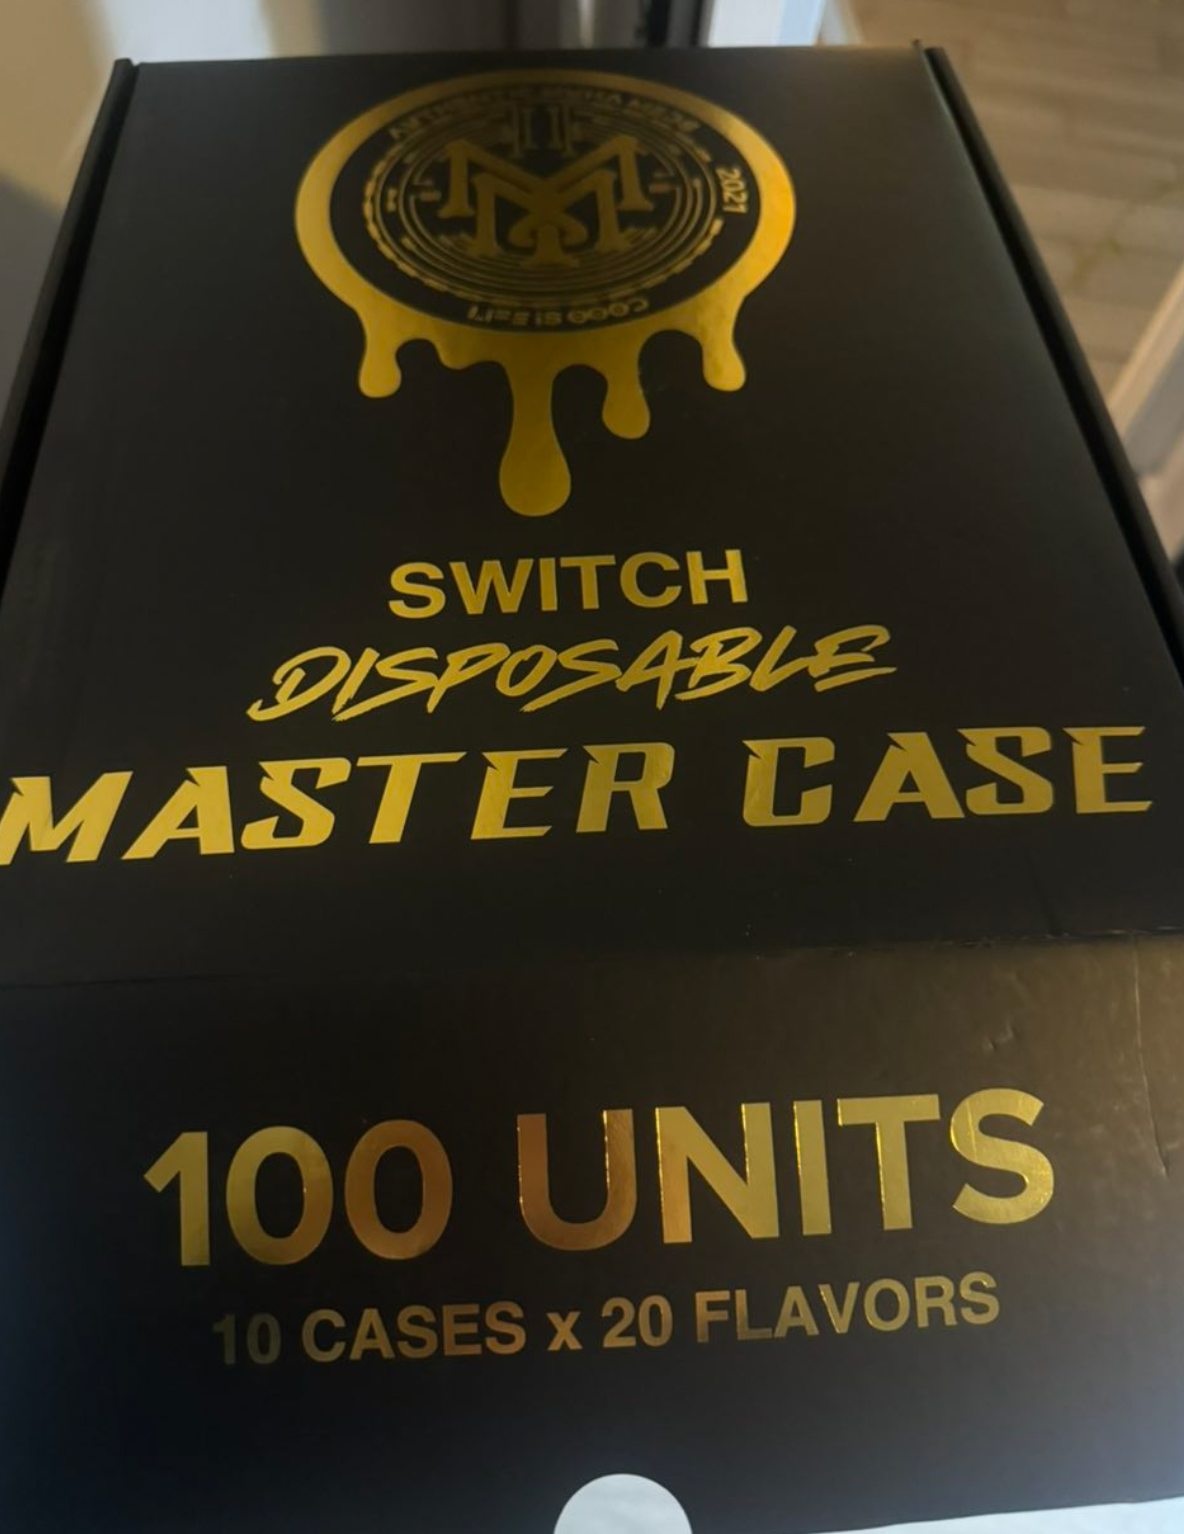 2021
SWITCH
DISPOSABLE
MASTER CASE
100 UNITS
10 CASES x 20 FLAVORS